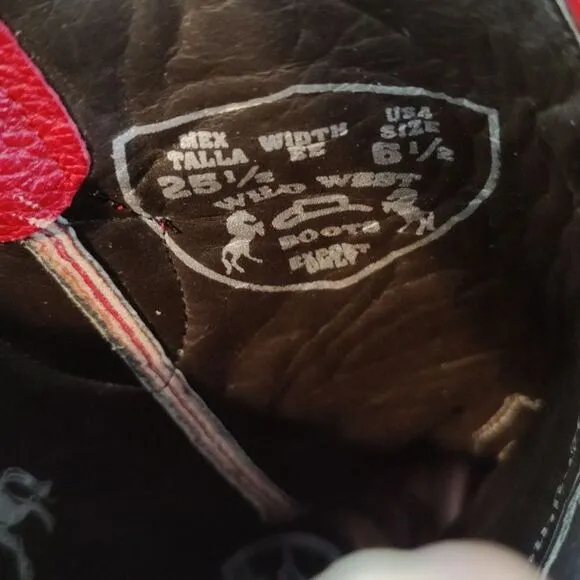 MEX WIDTH USA
TALLA EE SIZE
25 1/2 6 1/2
WILD WEST
BOOTS